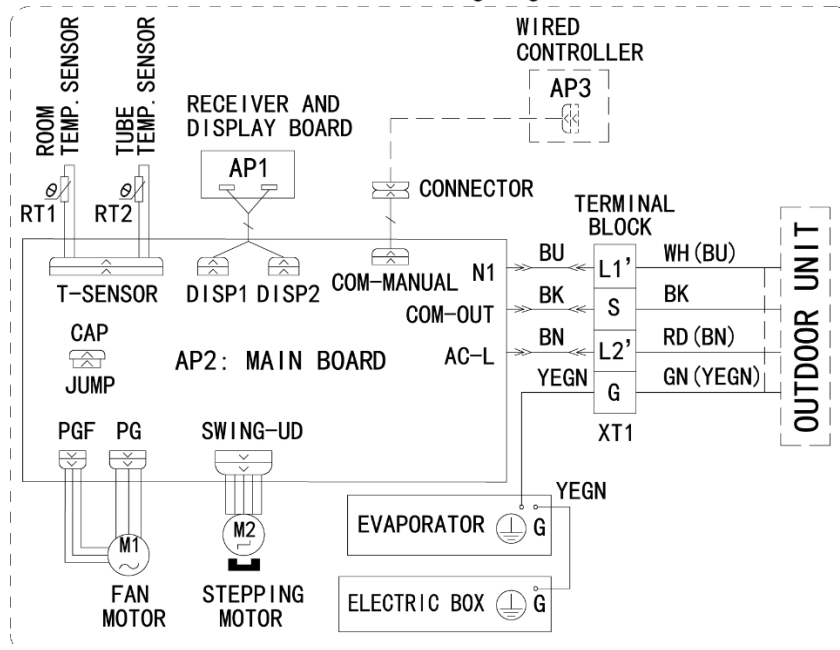 WIRED
CONTROLLER
AP3
ROOM
TEMP. SENSOR
TUBE
TEMP. SENSOR
RECEIVER AND
DISPLAY BOARD
AP1
CONNECTOR
θ
RT1
θ
RT2
TERMINAL
BLOCK
T-SENSOR
DISP1 DISP2
COM-MANUAL
N1
BU
L1'
WH(BU)
COM-OUT
BK
S
BK
CAP
JUMP
AP2: MAIN BOARD
AC-L
BN
L2'
RD(BN)
YEGN
G
GN(YEGN)
XT1
OUTDOOR UNIT
PGF
PG
SWING-UD
YEGN
M1
M2
EVAPORATOR
G
FAN
MOTOR
STEPPING
MOTOR
ELECTRIC BOX
G